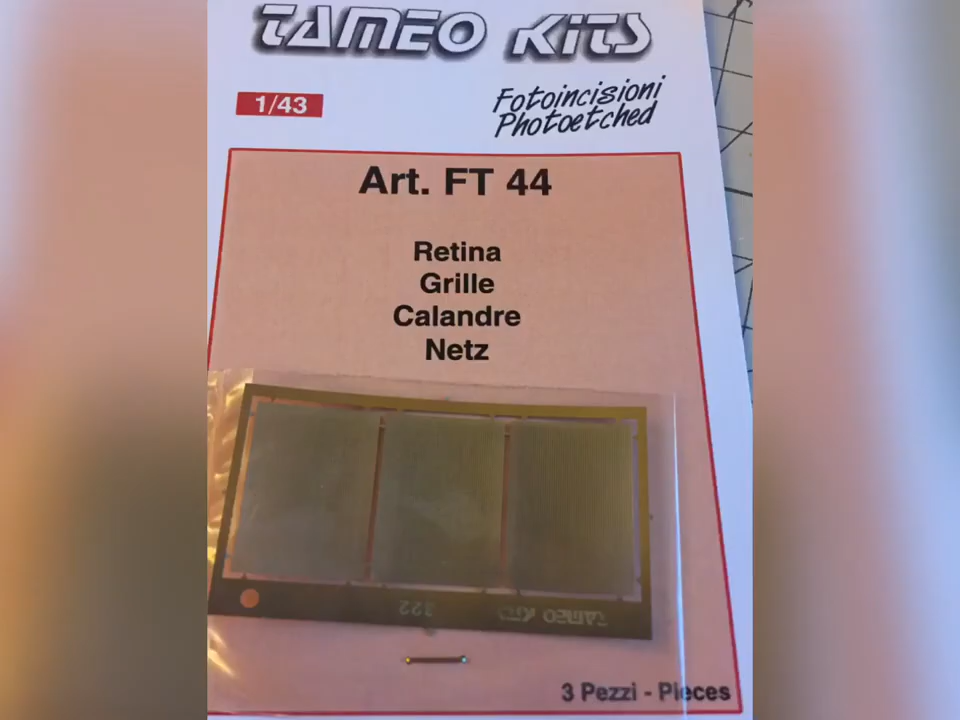 TAMEO KITS
1/43
Fotoincisioni
Photoetched
Art. FT 44
Retina
Grille
Calandre
Netz
322
TAMEO KITS
3 Pezzi - Pieces